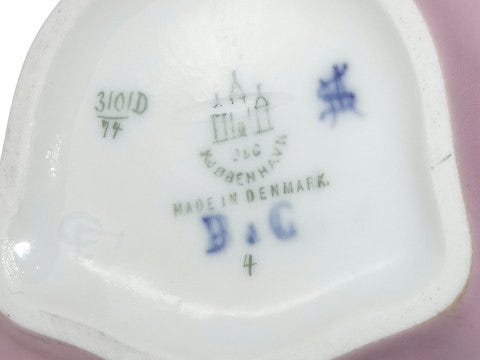 3101D
74
B&G
KJØBENHAVN
MADE IN DENMARK.
B & G
4